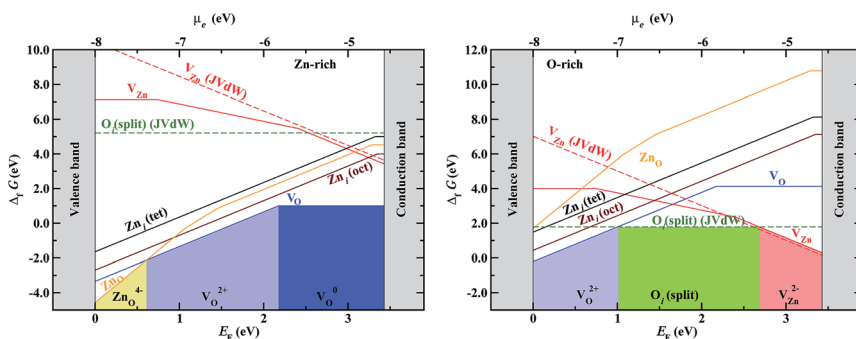 μe (eV)
-8 -7 -6 -5
Zn-rich
VZn (JVdW)
VZn
Oi(split) (JVdW)
Zni(tet)
Zni(oct)
VO
ZnO
ZnO4-
VO2+
VO0
Valence band
Conduction band
10.0
8.0
6.0
4.0
2.0
0.0
-2.0
-4.0
ΔfG (eV)
0 1 2 3
EF (eV)
μe (eV)
-8 -7 -6 -5
O-rich
VZn (JVdW)
ZnO
Zni(tet)
Zni(oct)
VO
Oi(split) (JVdW)
VZn
VO2+
Oi(split)
VZn2-
Valence band
Conduction band
12.0
10.0
8.0
6.0
4.0
2.0
0.0
-2.0
ΔfG (eV)
0 1 2 3
EF (eV)